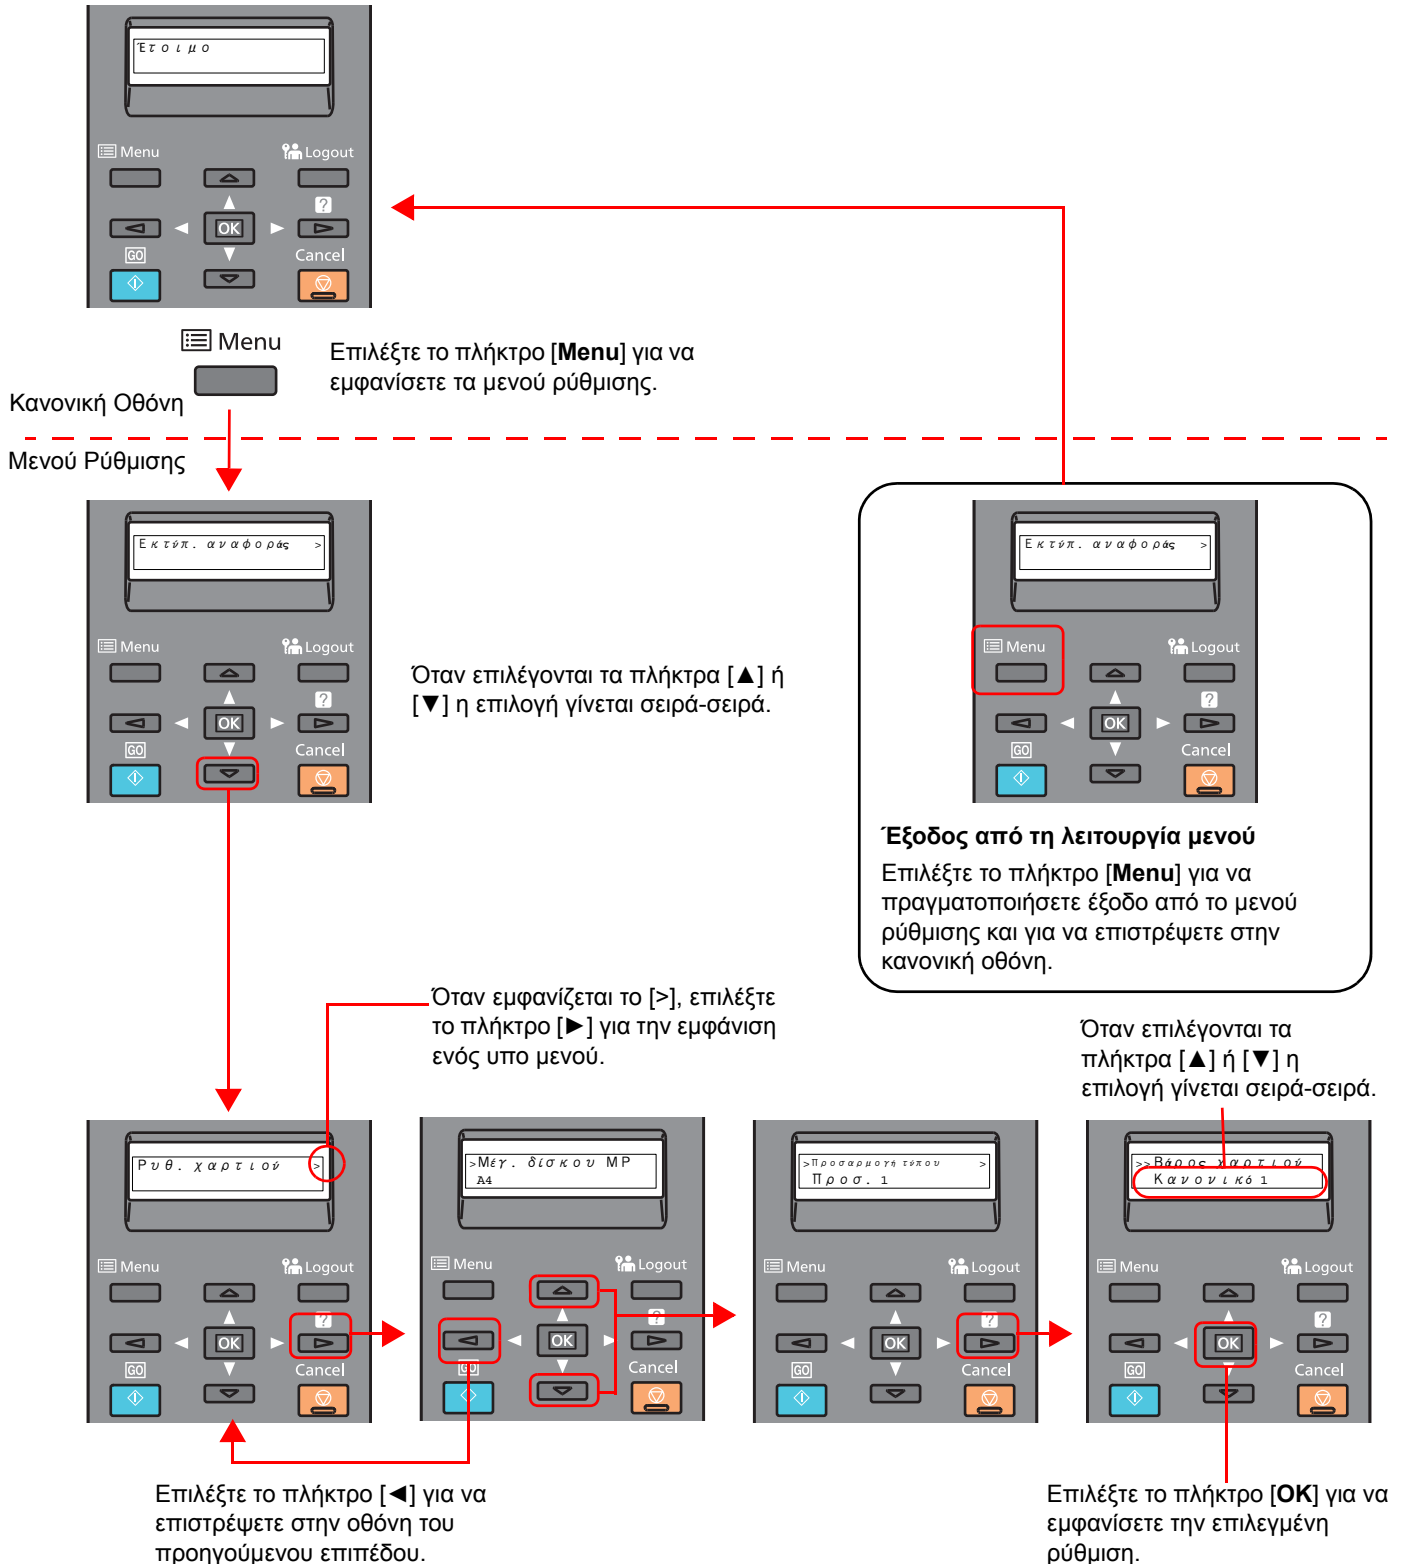 Έτοιμο
Menu
Logout
?
OK
GO
Cancel
Menu
Επιλέξτε το πλήκτρο [Menu] για να
εμφανίσετε τα μενού ρύθμισης.
Κανονική Οθόνη
Μενού Ρύθμισης
Εκτύπ. αναφοράς >
Menu
Logout
?
OK
GO
Cancel
Όταν επιλέγονται τα πλήκτρα [▲] ή
[▼] η επιλογή γίνεται σειρά-σειρά.
Εκτύπ. αναφοράς >
Menu
Logout
?
OK
GO
Cancel
Έξοδος από τη λειτουργία μενού
Επιλέξτε το πλήκτρο [Menu] για να
πραγματοποιήσετε έξοδο από το μενού
ρύθμισης και για να επιστρέψετε στην
κανονική οθόνη.
Όταν εμφανίζεται το [>], επιλέξτε
το πλήκτρο [►] για την εμφάνιση
ενός υπο μενού.
Όταν επιλέγονται τα
πλήκτρα [▲] ή [▼] η
επιλογή γίνεται σειρά-σειρά.
Ρυθ. χαρτιού >
Menu
Logout
?
OK
GO
Cancel
>Μέγ. δίσκου MP
A4
Menu
Logout
?
OK
GO
Cancel
>Προσαρμογή τύπου >
Προσ. 1
Menu
Logout
?
OK
GO
Cancel
>>Βάρος χαρτιού
Κανονικό 1
Menu
Logout
?
OK
GO
Cancel
Επιλέξτε το πλήκτρο [◄] για να
επιστρέψετε στην οθόνη του
προηγούμενου επιπέδου.
Επιλέξτε το πλήκτρο [OK] για να
εμφανίσετε την επιλεγμένη
ρύθμιση.